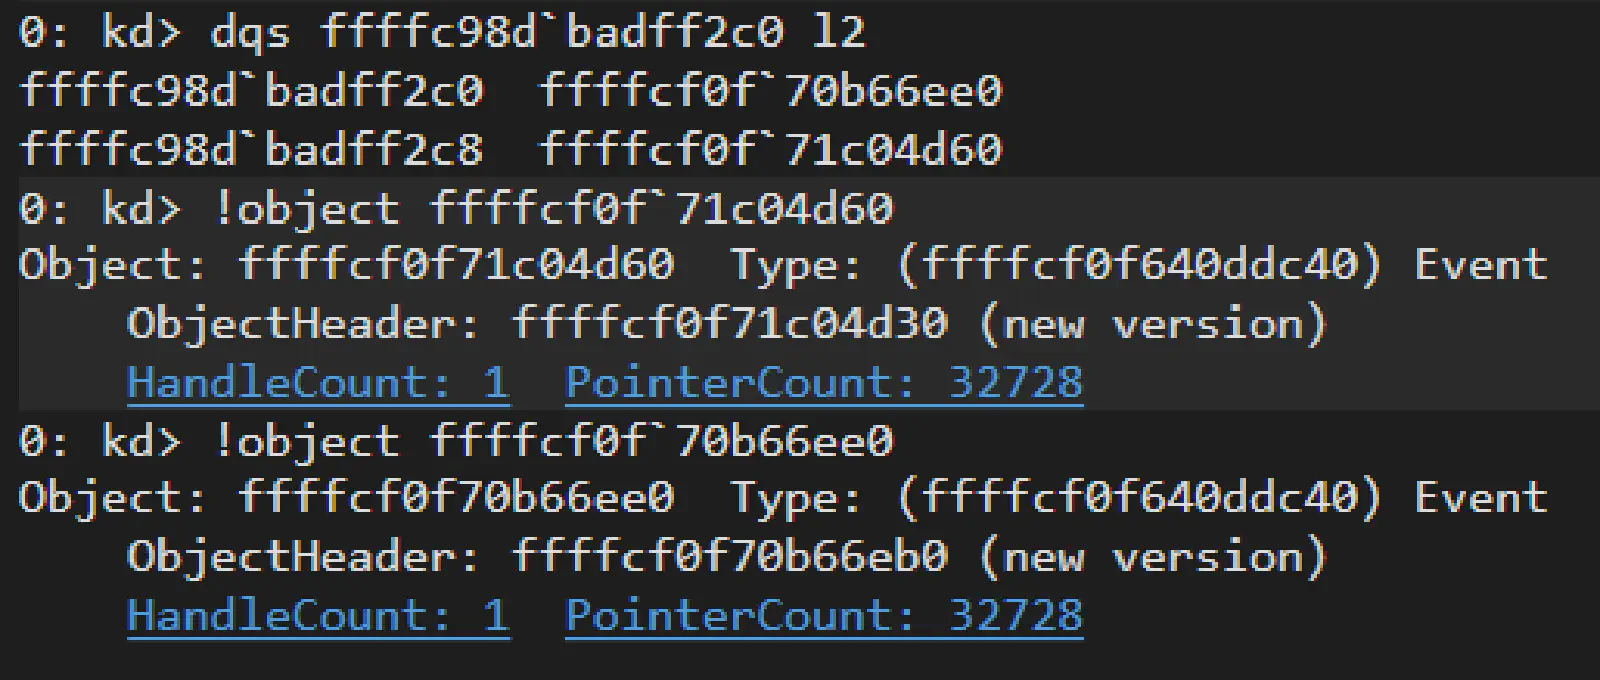 0: kd> dqs ffffc98d`badff2c0 l2
ffffc98d`badff2c0  ffffcf0f`70b66ee0
ffffc98d`badff2c8  ffffcf0f`71c04d60
0: kd> !object ffffcf0f`71c04d60
Object: ffffcf0f71c04d60  Type: (ffffcf0f640ddc40) Event
    ObjectHeader: ffffcf0f71c04d30 (new version)
    HandleCount: 1  PointerCount: 32728
0: kd> !object ffffcf0f`70b66ee0
Object: ffffcf0f70b66ee0  Type: (ffffcf0f640ddc40) Event
    ObjectHeader: ffffcf0f70b66eb0 (new version)
    HandleCount: 1  PointerCount: 32728